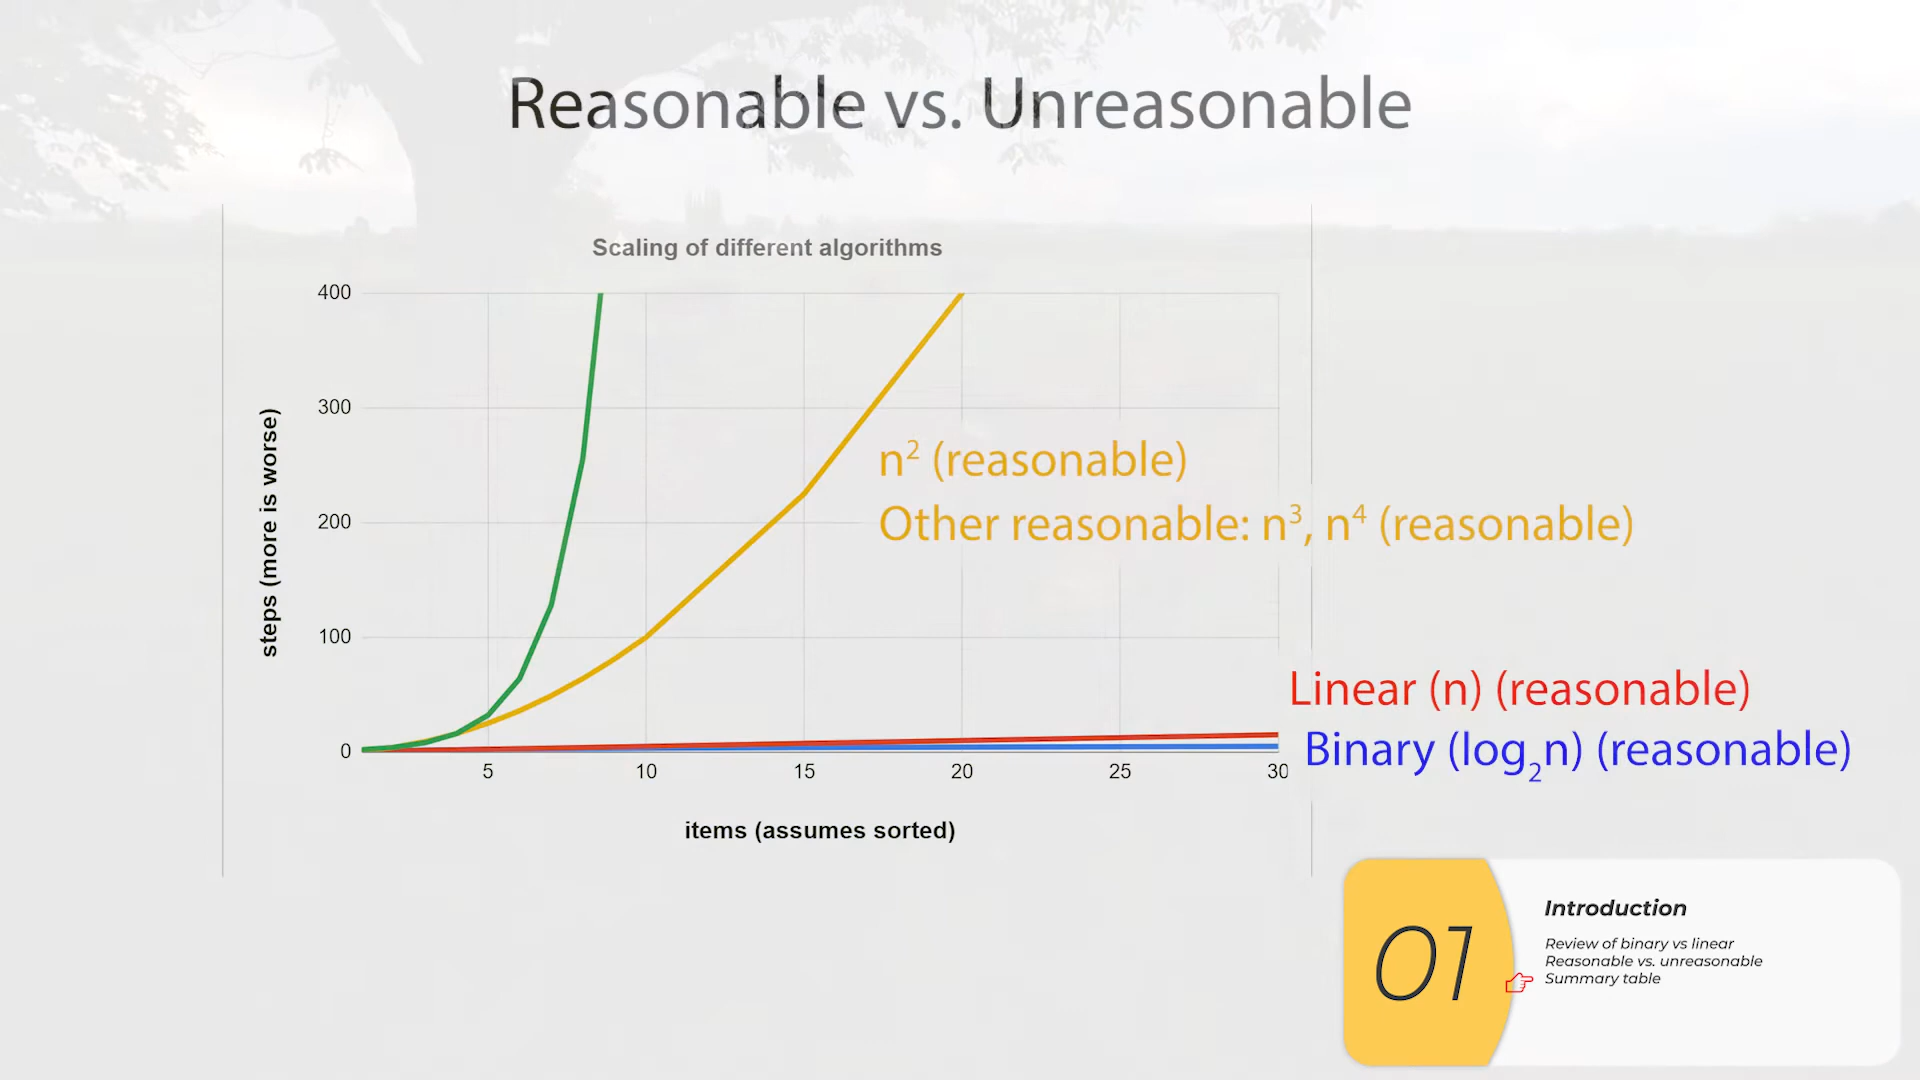 Reasonable vs. Unreasonable
Scaling of different algorithms
400
300
200
100
0
steps (more is worse)
5 10 15 20 25 30
items (assumes sorted)
n² (reasonable)
Other reasonable: n³, n⁴ (reasonable)
Linear (n) (reasonable)
Binary (log₂n) (reasonable)
01
Introduction
Review of binary vs linear
Reasonable vs. unreasonable
Summary table